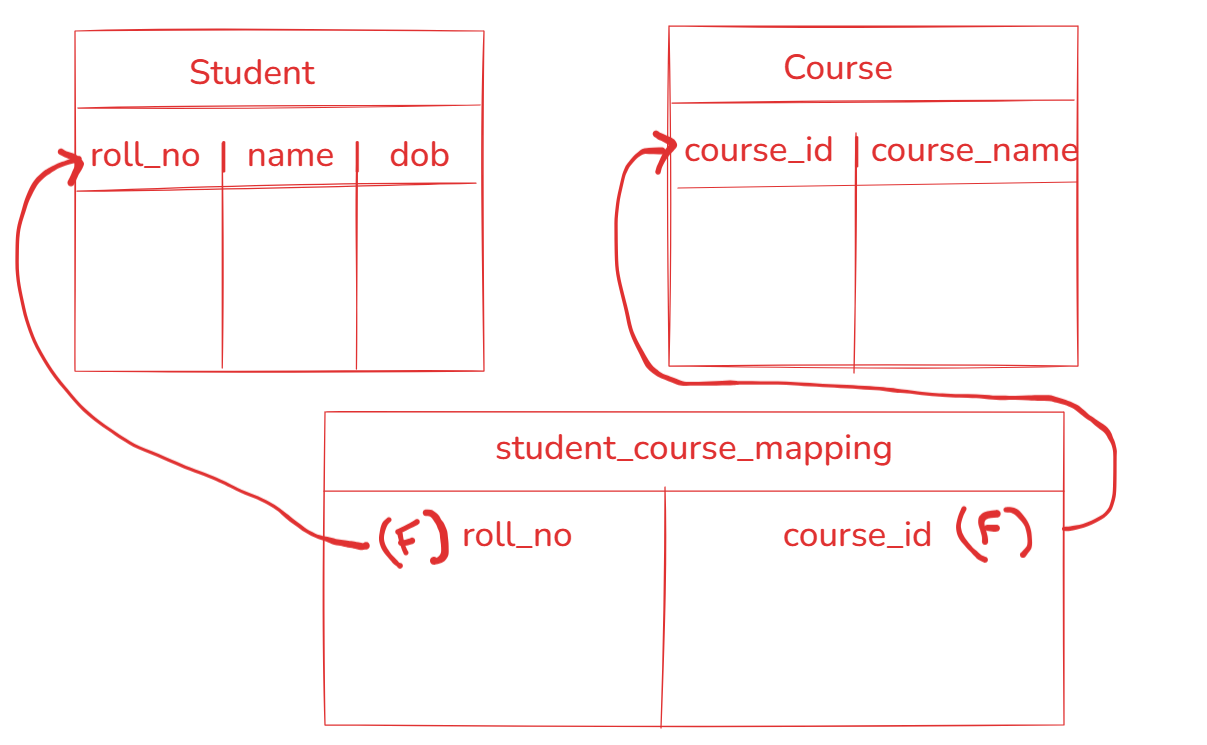 Student
roll_no | name | dob
Course
course_id | course_name
student_course_mapping
(F) roll_no
course_id (F)